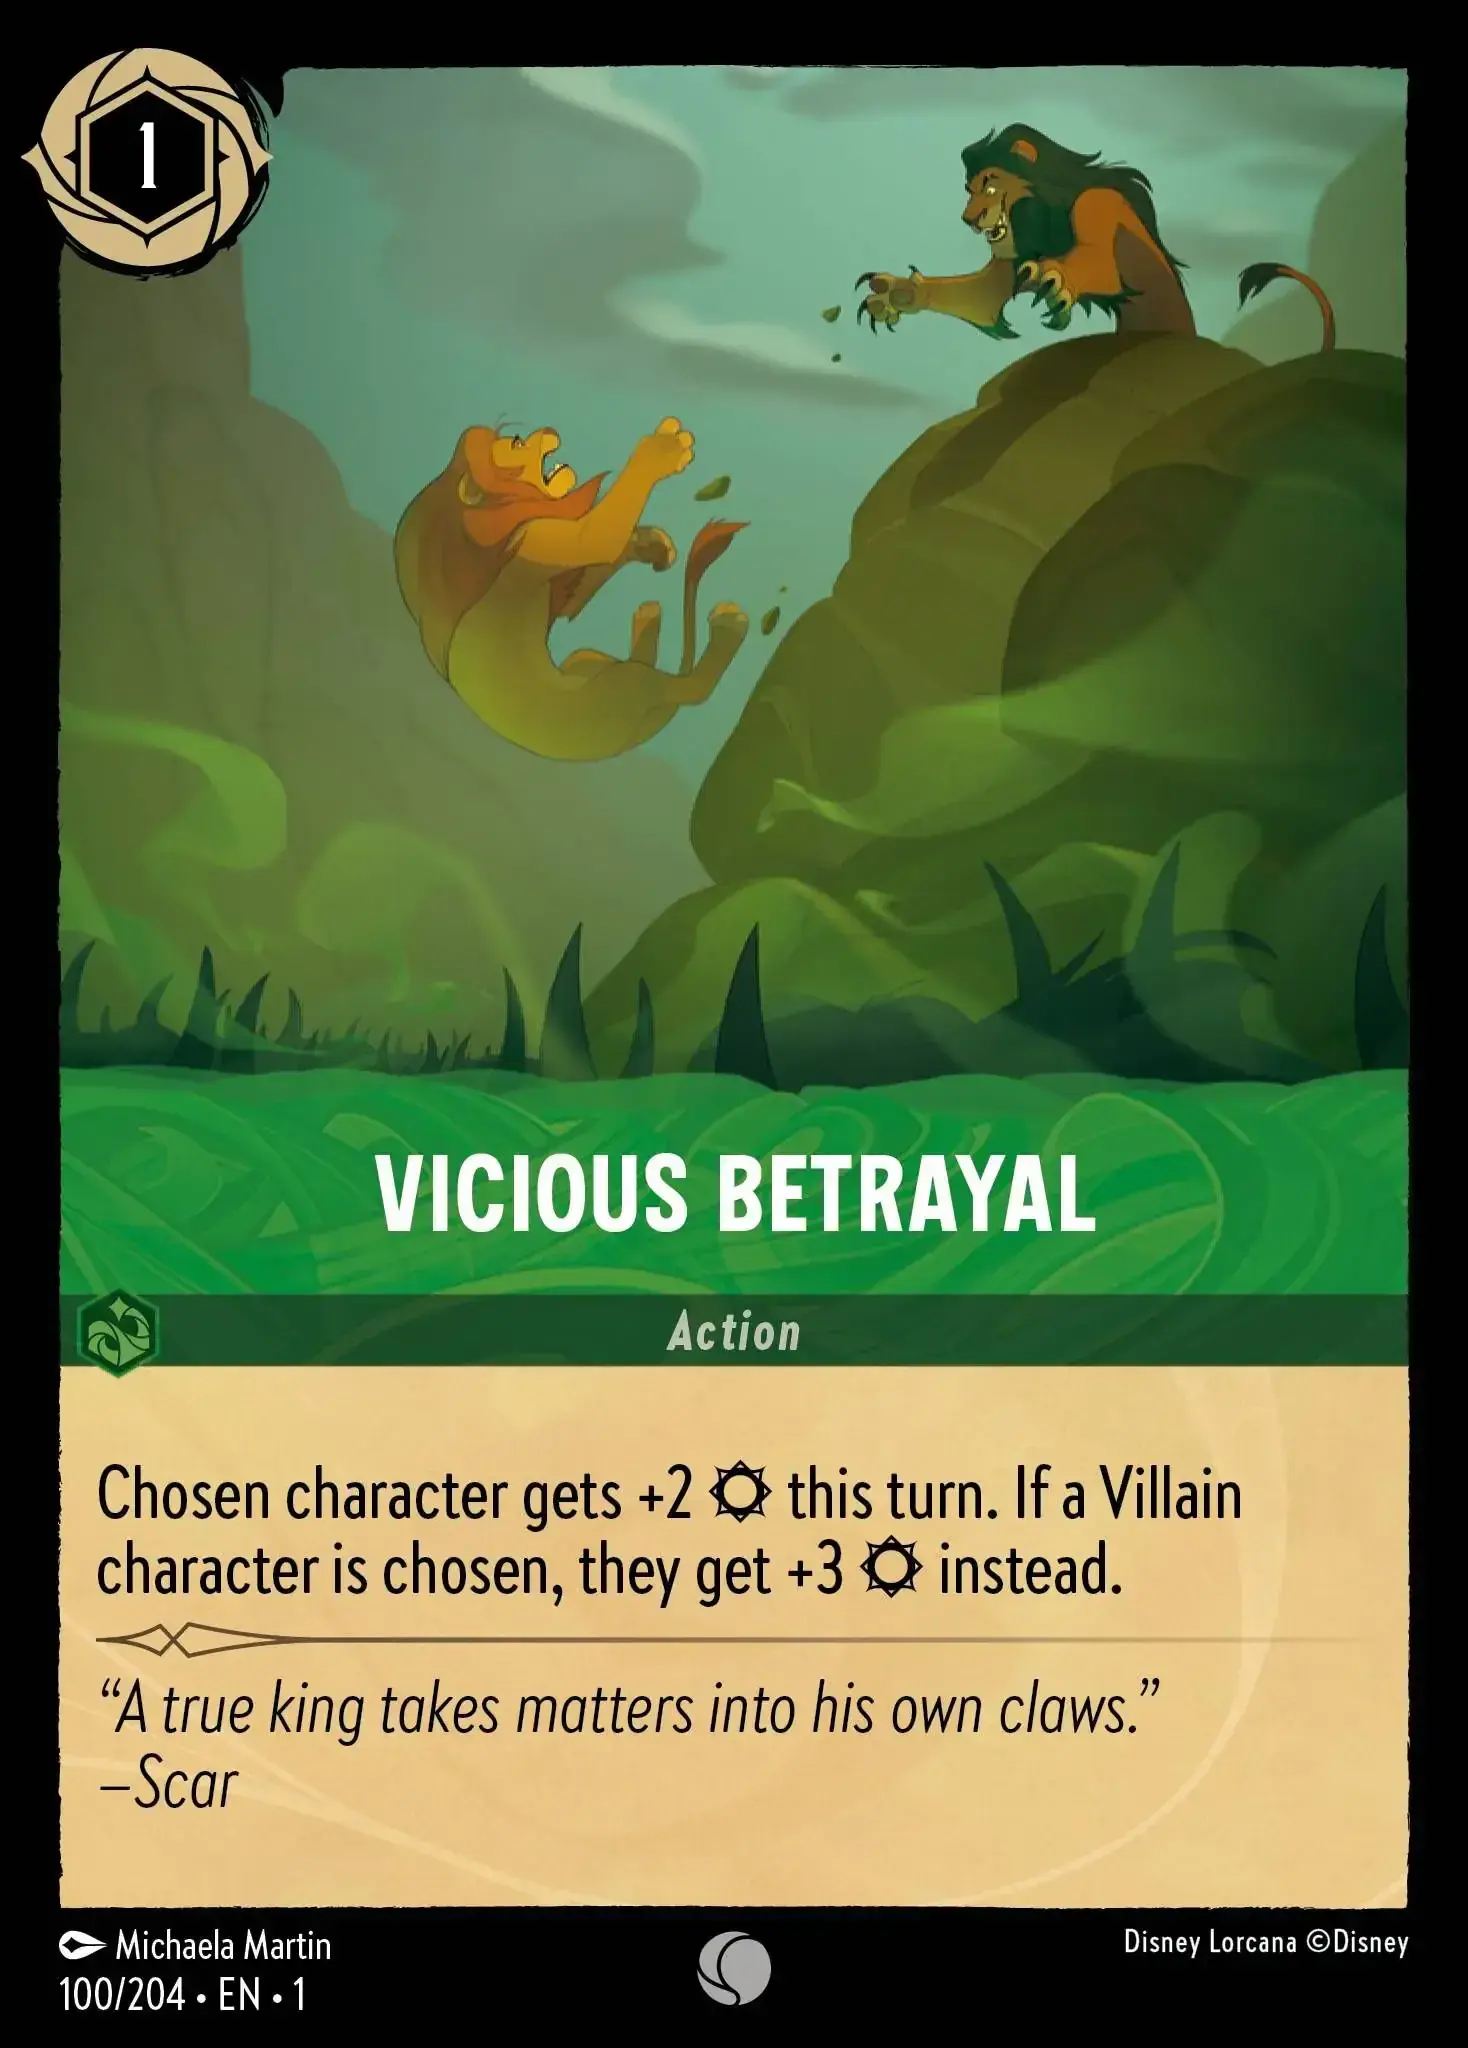 1
VICIOUS BETRAYAL
Action
Chosen character gets +2 this turn. If a Villain
character is chosen, they get +3 instead.
“A true king takes matters into his own claws.”
–Scar
Michaela Martin
Disney Lorcana ©Disney
100/204 • EN • 1